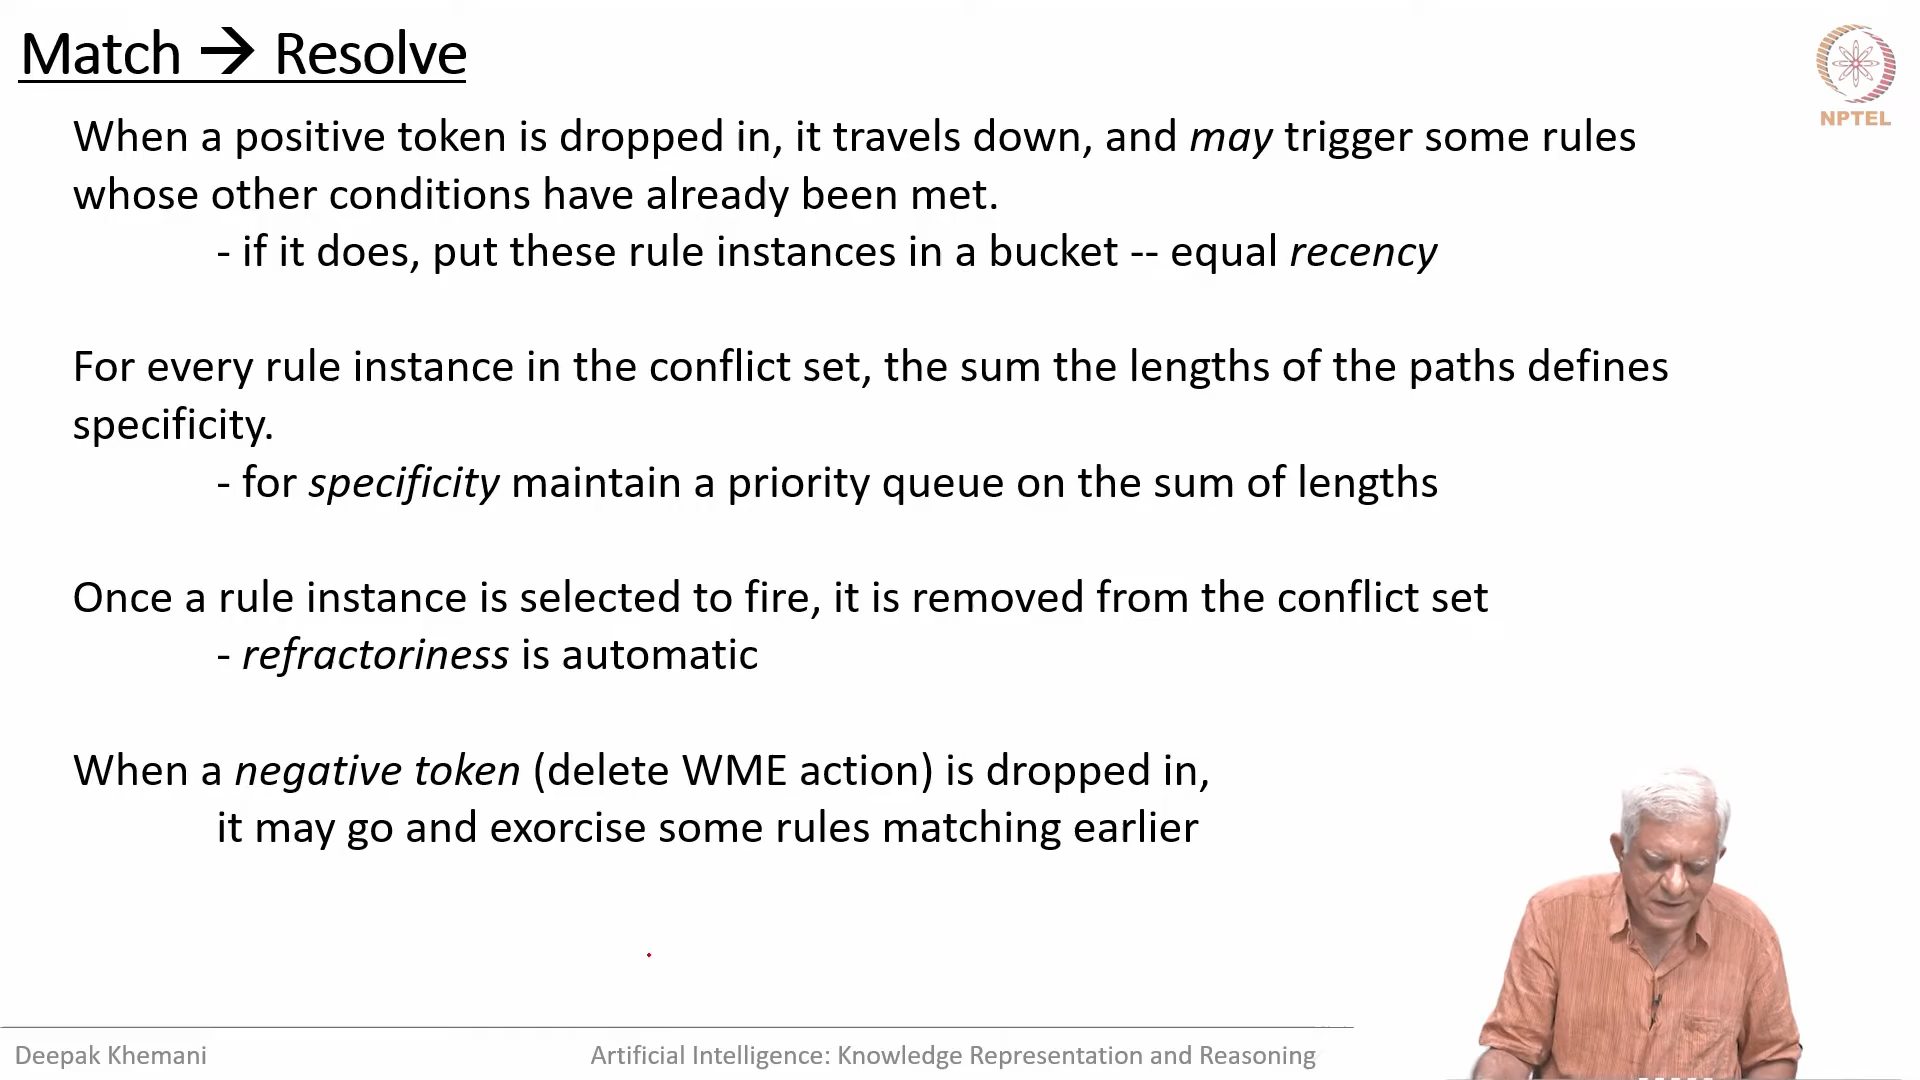 Match → Resolve
NPTEL
When a positive token is dropped in, it travels down, and may trigger some rules
whose other conditions have already been met.
- if it does, put these rule instances in a bucket -- equal recency
For every rule instance in the conflict set, the sum the lengths of the paths defines
specificity.
- for specificity maintain a priority queue on the sum of lengths
Once a rule instance is selected to fire, it is removed from the conflict set
- refractoriness is automatic
When a negative token (delete WME action) is dropped in,
it may go and exorcise some rules matching earlier
Deepak Khemani
Artificial Intelligence: Knowledge Representation and Reasoning